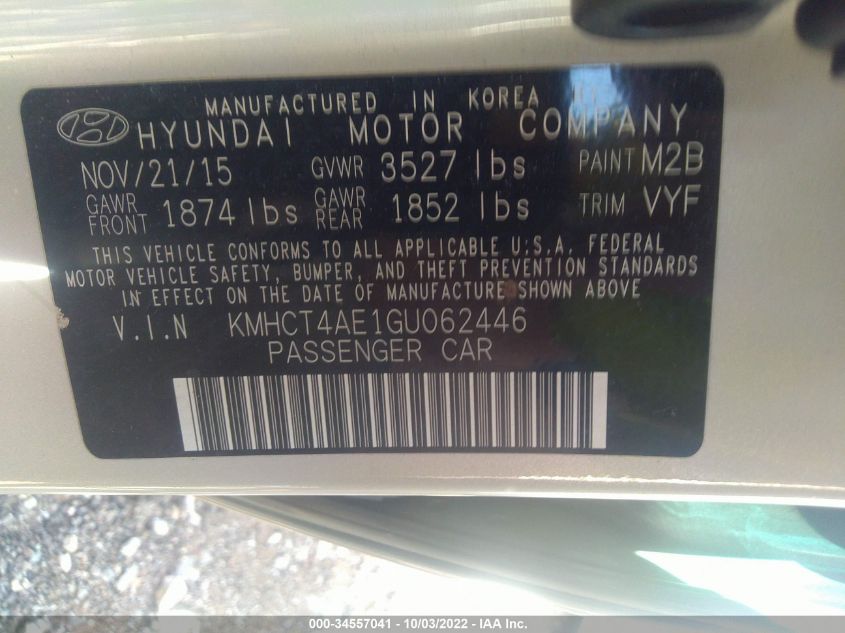 MANUFACTURED IN KOREA BY
HYUNDAI MOTOR COMPANY
NOV/21/15 GVWR 3527 lbs PAINT M2B
GAWR FRONT 1874 lbs GAWR REAR 1852 lbs TRIM VYF
THIS VEHICLE CONFORMS TO ALL APPLICABLE U.S.A. FEDERAL
MOTOR VEHICLE SAFETY, BUMPER, AND THEFT PREVENTION STANDARDS
IN EFFECT ON THE DATE OF MANUFACTURE SHOWN ABOVE
V.I.N KMHCT4AE1GU062446
PASSENGER CAR
000-34557041 - 10/03/2022 - IAA Inc.